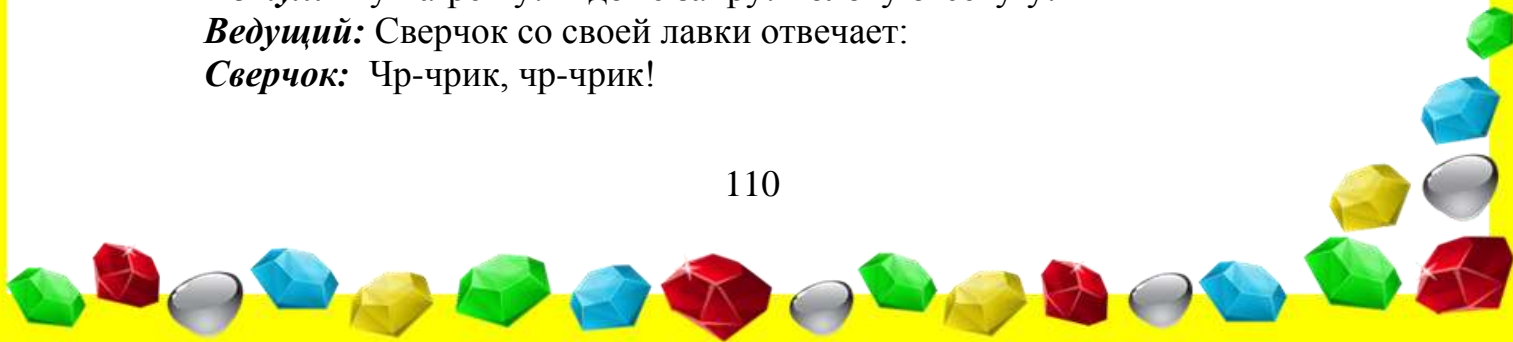 Ведущий: Сверчок со своей лавки отвечает:
Сверчок: Чр-чрик, чр-чрик!
110